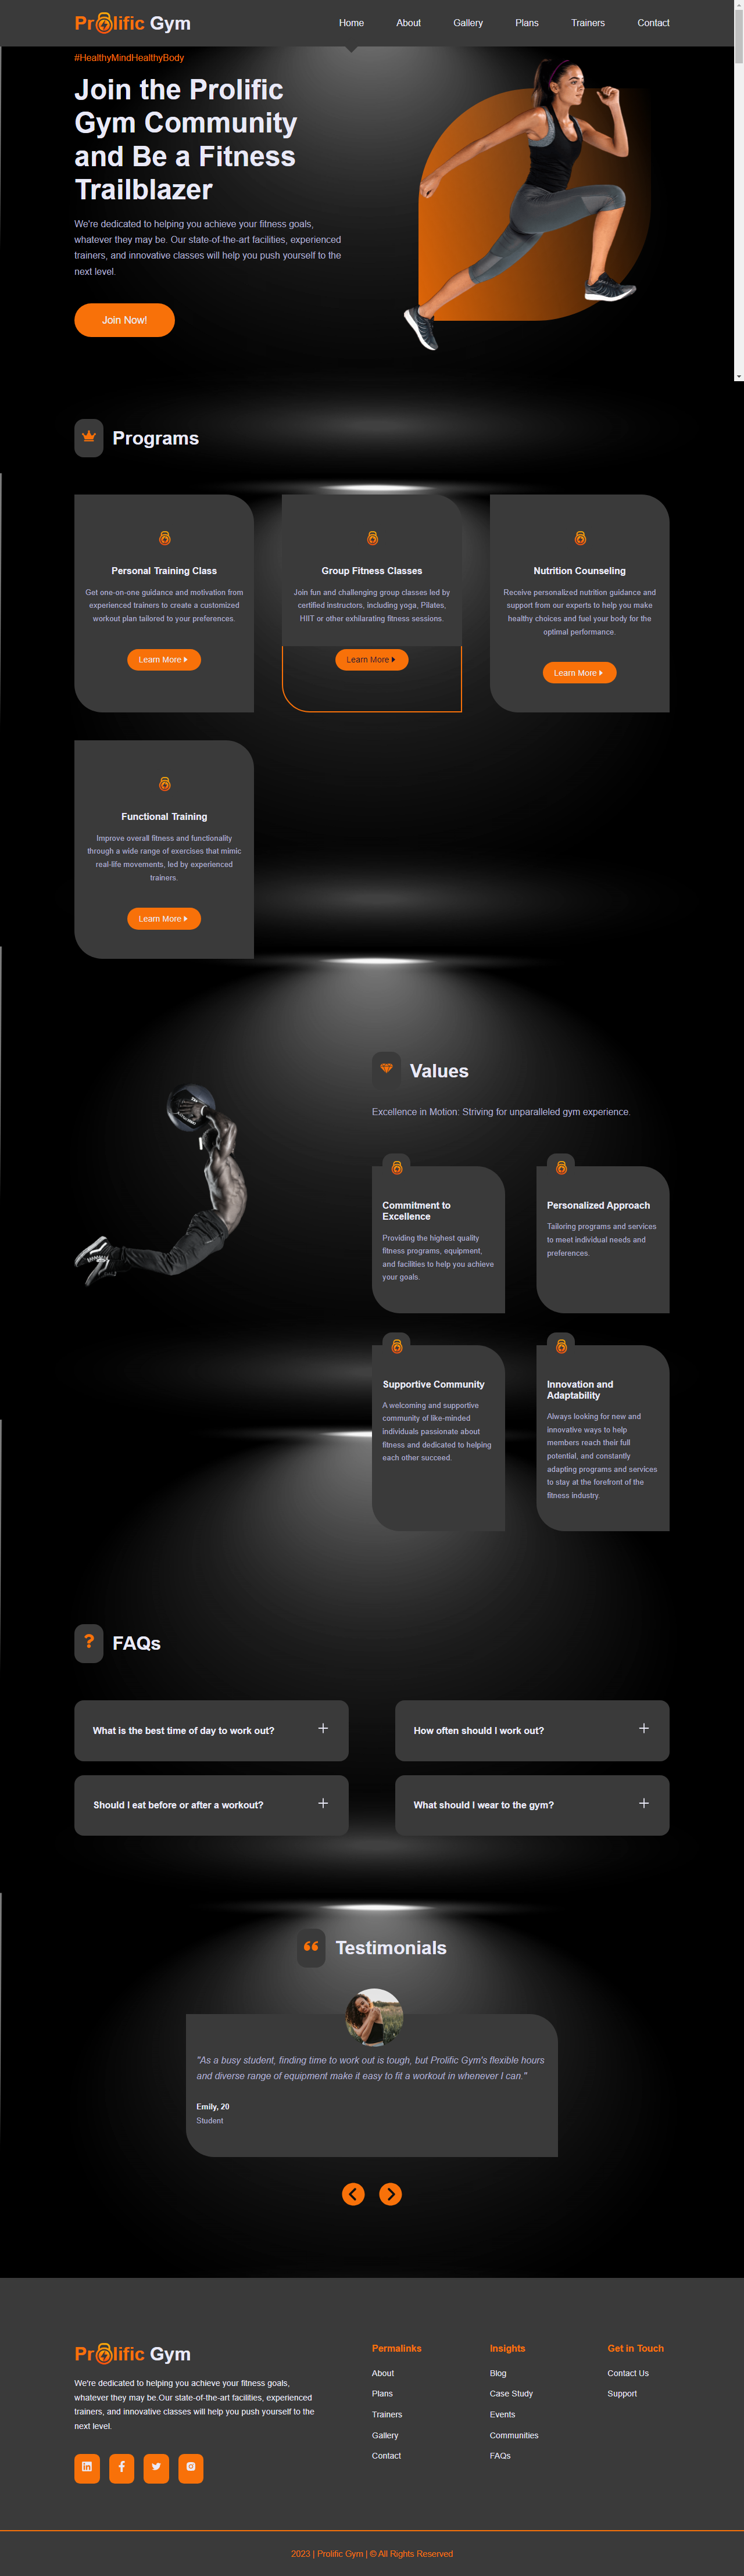 Prolific Gym
Home About Gallery Plans Trainers Contact
#HealthyMindHealthyBody
Join the Prolific
Gym Community
and Be a Fitness
Trailblazer
We're dedicated to helping you achieve your fitness goals,
whatever they may be. Our state-of-the-art facilities, experienced
trainers, and innovative classes will help you push yourself to the
next level.
Join Now!
Programs
Personal Training Class
Get one-on-one guidance and motivation from
experienced trainers to create a customized
workout plan tailored to your preferences.
Learn More
Group Fitness Classes
Join fun and challenging group classes led by
certified instructors, including yoga, Pilates,
HIIT or other exhilarating fitness sessions.
Learn More
Nutrition Counseling
Receive personalized nutrition guidance and
support from our experts to help you make
healthy choices and fuel your body for the
optimal performance.
Learn More
Functional Training
Improve overall fitness and functionality
through a wide range of exercises that mimic
real-life movements, led by experienced
trainers.
Learn More
Values
Excellence in Motion: Striving for unparalleled gym experience.
Commitment to
Excellence
Providing the highest quality
fitness programs, equipment,
and facilities to help you achieve
your goals.
Personalized Approach
Tailoring programs and services
to meet individual needs and
preferences.
Supportive Community
A welcoming and supportive
community of like-minded
individuals passionate about
fitness and dedicated to helping
each other succeed.
Innovation and
Adaptability
Always looking for new and
innovative ways to help
members reach their full
potential, and constantly
adapting programs and services
to stay at the forefront of the
fitness industry.
FAQs
What is the best time of day to work out?
How often should I work out?
Should I eat before or after a workout?
What should I wear to the gym?
Testimonials
"As a busy student, finding time to work out is tough, but Prolific Gym's flexible hours
and diverse range of equipment make it easy to fit a workout in whenever I can."
Emily, 20
Student
Prolific Gym
We're dedicated to helping you achieve your fitness goals,
whatever they may be.Our state-of-the-art facilities, experienced
trainers, and innovative classes will help you push yourself to the
next level.
Permalinks
About
Plans
Trainers
Gallery
Contact
Insights
Blog
Case Study
Events
Communities
FAQs
Get in Touch
Contact Us
Support
2023 | Prolific Gym | © All Rights Reserved